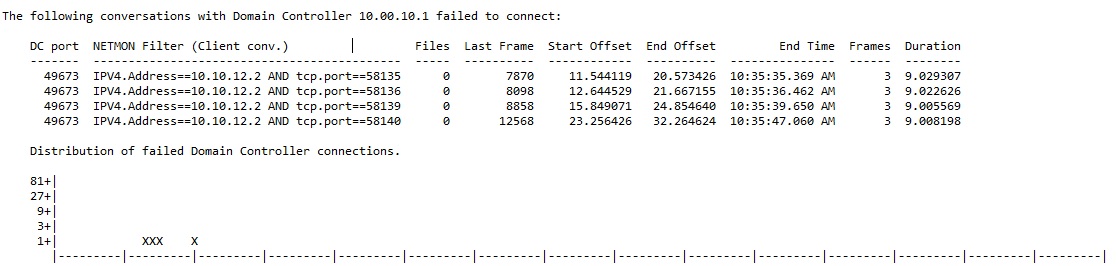 The following conversations with Domain Controller 10.00.10.1 failed to connect:
DC port  NETMON Filter (Client conv.)        |        Files  Last Frame  Start Offset  End Offset         End Time  Frames  Duration
-------  ------------------------------------------  -----  ----------  ------------  ----------  ---------------  ------  --------
49673  IPV4.Address==10.10.12.2 AND tcp.port==58135      0        7870     11.544119   20.573426  10:35:35.369 AM       3  9.029307
49673  IPV4.Address==10.10.12.2 AND tcp.port==58136      0        8098     12.644529   21.667155  10:35:36.462 AM       3  9.022626
49673  IPV4.Address==10.10.12.2 AND tcp.port==58139      0        8858     15.849071   24.854640  10:35:39.650 AM       3  9.005569
49673  IPV4.Address==10.10.12.2 AND tcp.port==58140      0       12568     23.256426   32.264624  10:35:47.060 AM       3  9.008198
Distribution of failed Domain Controller connections.
81+|
27+|
9+|
3+|
1+|            XXX    X
|---------|---------|---------|---------|---------|---------|---------|---------|---------|---------|---------|---------|---------|---------|---------|